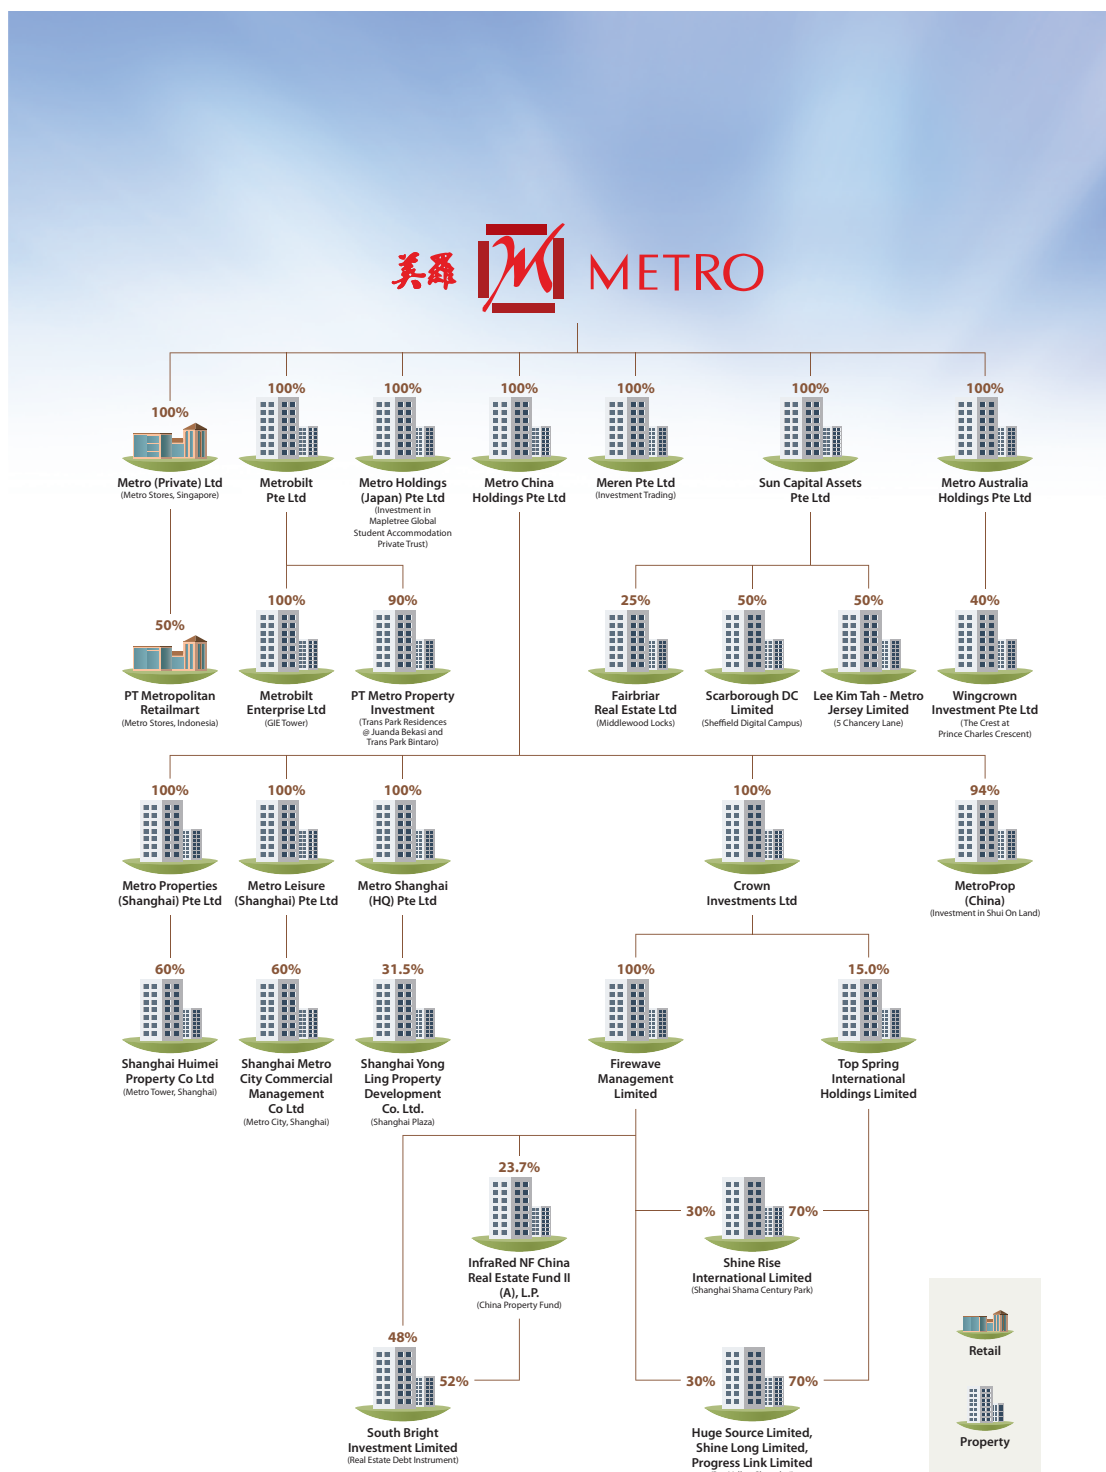 美羅 METRO
100%
100%
100%
100%
100%
100%
100%
Metro (Private) Ltd
(Metro Stores, Singapore)
Metrobilt
Pte Ltd
Metro Holdings
(Japan) Pte Ltd
(Investment in
Mapletree Global
Student Accommodation
Private Trust)
Metro China
Holdings Pte Ltd
Meren Pte Ltd
(Investment Trading)
Sun Capital Assets
Pte Ltd
Metro Australia
Holdings Pte Ltd
50%
PT Metropolitan
Retailmart
(Metro Stores, Indonesia)
100%
Metrobilt
Enterprise Ltd
(GIE Tower)
90%
PT Metro Property
Investment
(Trans Park Residences
@ Juanda Bekasi and
Trans Park Bintaro)
25%
Fairbriar
Real Estate Ltd
(Middlewood Locks)
50%
Scarborough DC
Limited
(Sheffield Digital Campus)
50%
Lee Kim Tah - Metro
Jersey Limited
(5 Chancery Lane)
40%
Wingcrown
Investment Pte Ltd
(The Crest at
Prince Charles Crescent)
100%
Metro Properties
(Shanghai) Pte Ltd
100%
Metro Leisure
(Shanghai) Pte Ltd
100%
Metro Shanghai
(HQ) Pte Ltd
100%
Crown
Investments Ltd
94%
MetroProp
(China)
(Investment in Shui On Land)
60%
Shanghai Huimei
Property Co Ltd
(Metro Tower, Shanghai)
60%
Shanghai Metro
City Commercial
Management
Co Ltd
(Metro City, Shanghai)
31.5%
Shanghai Yong
Ling Property
Development
Co. Ltd.
(Shanghai Plaza)
100%
Firewave
Management
Limited
15.0%
Top Spring
International
Holdings Limited
23.7%
InfraRed NF China
Real Estate Fund II
(A), L.P.
(China Property Fund)
30% 70%
Shine Rise
International Limited
(Shanghai Shama Century Park)
48%
52%
South Bright
Investment Limited
(Real Estate Debt Instrument)
30% 70%
Huge Source Limited,
Shine Long Limited,
Progress Link Limited
Retail
Property